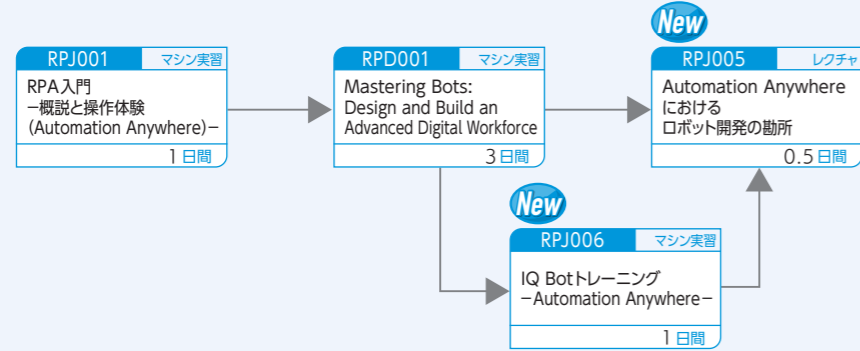 RPJ001 マシン実習
RPA入門
−概説と操作体験
(Automation Anywhere)−
1日間
RPD001 マシン実習
Mastering Bots:
Design and Build an
Advanced Digital Workforce
3日間
New
RPJ005 レクチャ
Automation Anywhere
における
ロボット開発の勘所
0.5日間
New
RPJ006 マシン実習
IQ Botトレーニング
−Automation Anywhere−
1日間